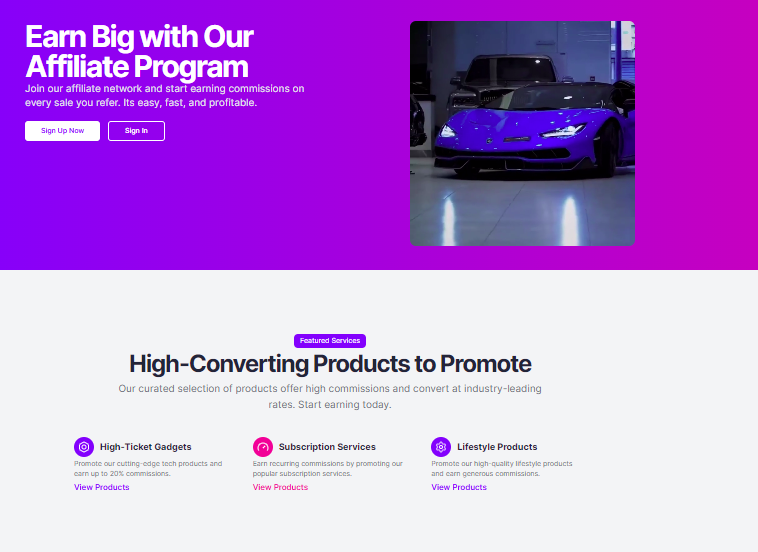 Earn Big with Our
Affiliate Program
Join our affiliate network and start earning commissions on
every sale you refer. Its easy, fast, and profitable.
Sign Up Now
Sign In
Featured Services
High-Converting Products to Promote
Our curated selection of products offer high commissions and convert at industry-leading
rates. Start earning today.
High-Ticket Gadgets
Promote our cutting-edge tech products and
earn up to 20% commissions.
View Products
Subscription Services
Earn recurring commissions by promoting our
popular subscription services.
View Products
Lifestyle Products
Promote our high-quality lifestyle products
and earn generous commissions.
View Products